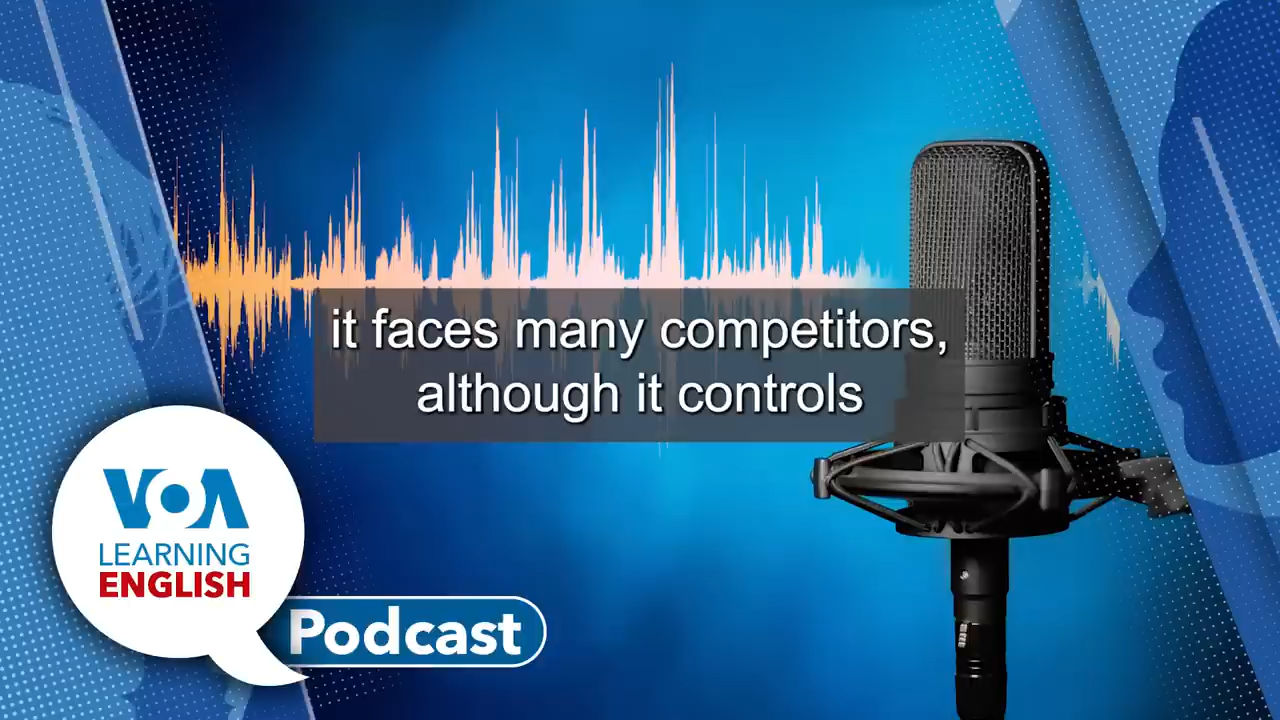 it faces many competitors,
although it controls
VOA
LEARNING
ENGLISH
Podcast